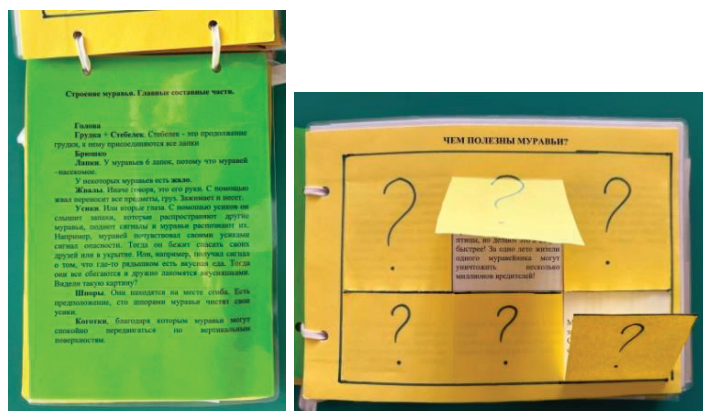 Строение муравья. Главные составные части.
Голова
Грудка + Стебелек. Стебелек - это продолжение
грудки, к нему присоединяются все лапки
Брюшко
Лапки. У муравьев 6 лапок, потому что муравей
-насекомое.
У некоторых муравьев есть жало.
Жвалы. Иначе говоря, это его руки. С помощью
жвал переносит все предметы, груз. Зажимает и несет.
Усики. Или вторые глаза. С помощью усиков он
слышит запахи, которые распространяют другие
муравьи, подают сигналы и муравьи распознают их.
Например, муравей почувствовал своими усиками
сигнал опасности. Тогда он бежит спасать своих
друзей или в укрытие. Или, например, получил сигнал
о том, что где-то рядышком есть вкусная еда. Тогда
они все сбегаются и дружно лакомятся вкусняшками.
Видели такую картину?
Шпоры. Они находятся на месте сгиба. Есть
предположение, что шпорами муравьи чистят свои
усики.
Коготки, благодаря которым муравьи могут
спокойно передвигаться по вертикальным
поверхностям.
ЧЕМ ПОЛЕЗНЫ МУРАВЬИ?
? ? ?
птицы, но делают это
быстрее! За одно лето жители
одного муравейника могут
уничтожить несколько
миллионов вредителей!
? ? ?